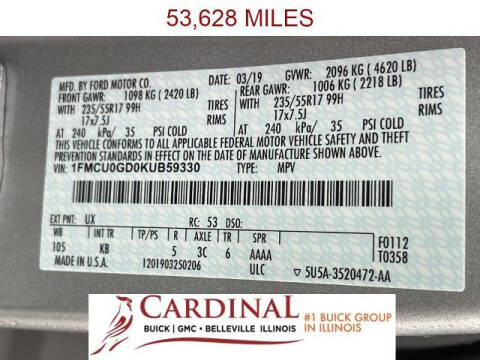 53,628 MILES
MFD. BY FORD MOTOR CO.
03/19 GVWR: 2096 KG (4620 LB)
FRONT GAWR: 1098 KG (2420 LB) REAR GAWR: 1006 KG (2218 LB)
WITH 235/55R17 99H TIRES WITH 235/55R17 99H TIRES
17x7.5J RIMS 17x7.5J RIMS
AT 240 kPa/ 35 PSI COLD AT 240 kPa/ 35 PSI COLD
THIS VEHICLE CONFORMS TO ALL APPLICABLE FEDERAL MOTOR VEHICLE
SAFETY AND THEFT PREVENTION STANDARDS IN EFFECT ON THE DATE OF
MANUFACTURE SHOWN ABOVE.
VIN: 1FMCU0GD0KUB59330 TYPE: MPV
EXT PNT: UX RC: 53 DSO:
WB INT TR R AXLE TR SPR F0112
105 KB 5 3C 6 AAAA T0358
MADE IN U.S.A. 1201903250206 ULC 5U5A-3520472-AA
CARDINAL
BUICK | GMC • BELLEVILLE ILLINOIS
#1 BUICK GROUP
IN ILLINOIS